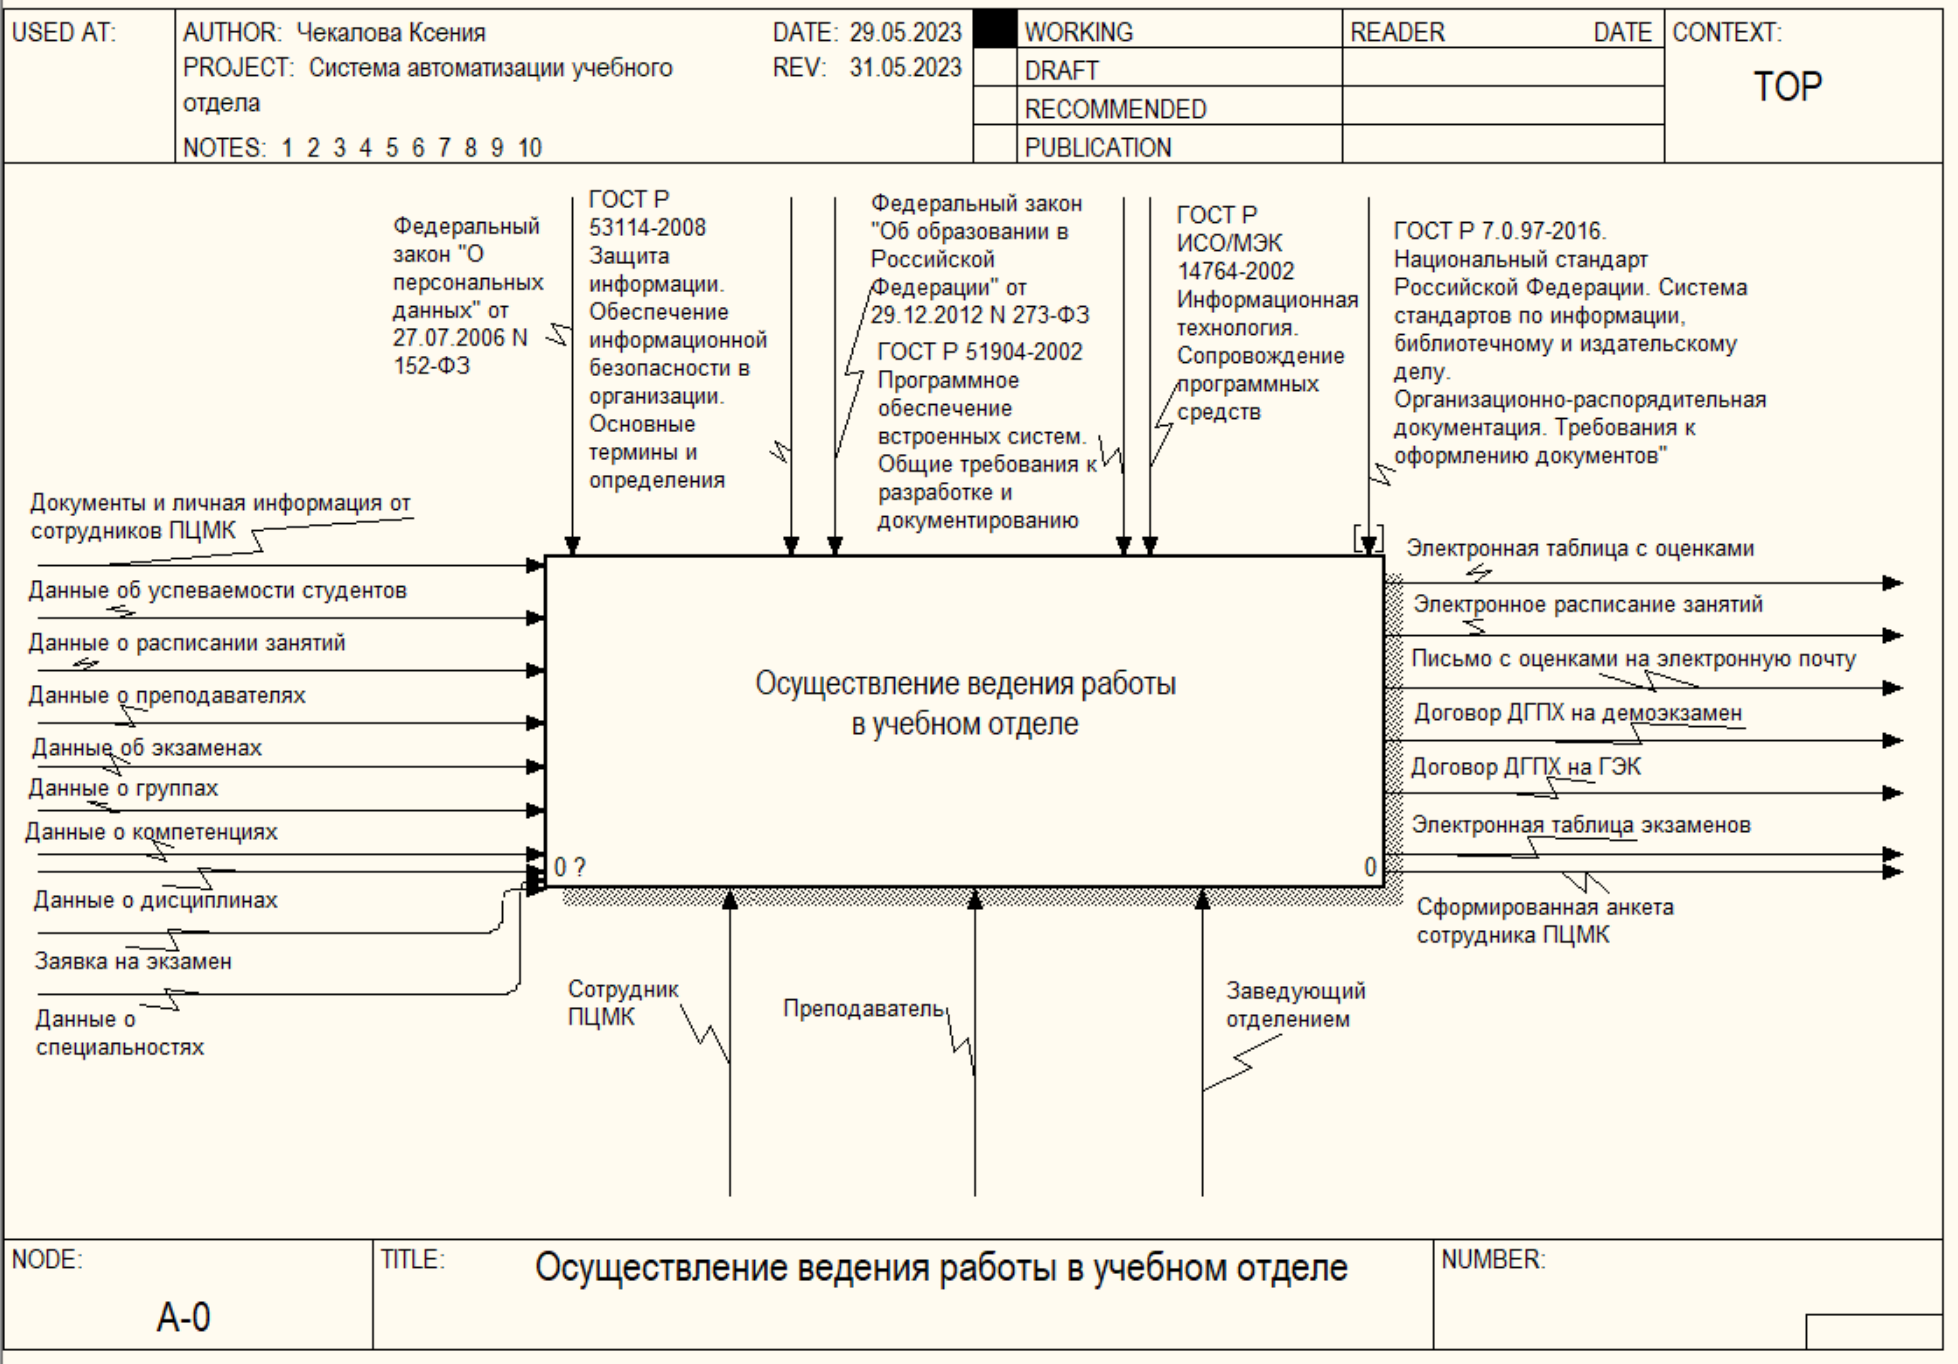 USED AT:
AUTHOR: Чекалова Ксения
DATE: 29.05.2023
PROJECT: Система автоматизации учебного
отдела
REV: 31.05.2023
NOTES: 1 2 3 4 5 6 7 8 9 10
WORKING
DRAFT
RECOMMENDED
PUBLICATION
READER
DATE
CONTEXT:
TOP
Федеральный
закон "О
персональных
данных" от
27.07.2006 N
152-ФЗ
ГОСТ Р
53114-2008
Защита
информации.
Обеспечение
информационной
безопасности в
организации.
Основные
термины и
определения
Федеральный закон
"Об образовании в
Российской
Федерации" от
29.12.2012 N 273-ФЗ
ГОСТ Р 51904-2002
Программное
обеспечение
встроенных систем.
Общие требования к
разработке и
документированию
ГОСТ Р
ИСО/МЭК
14764-2002
Информационная
технология.
Сопровождение
программных
средств
ГОСТ Р 7.0.97-2016.
Национальный стандарт
Российской Федерации. Система
стандартов по информации,
библиотечному и издательскому
делу.
Организационно-распорядительная
документация. Требования к
оформлению документов"
Документы и личная информация от
сотрудников ПЦМК
Данные об успеваемости студентов
Данные о расписании занятий
Данные о преподавателях
Данные об экзаменах
Данные о группах
Данные о компетенциях
Данные о дисциплинах
Заявка на экзамен
Данные о
специальностях
Осуществление ведения работы
в учебном отделе
0 ?
0
Электронная таблица с оценками
Электронное расписание занятий
Письмо с оценками на электронную почту
Договор ДГПХ на демоэкзамен
Договор ДГПХ на ГЭК
Электронная таблица экзаменов
Сформированная анкета
сотрудника ПЦМК
Сотрудник
ПЦМК
Преподаватель
Заведующий
отделением
NODE:
A-0
TITLE:
Осуществление ведения работы в учебном отделе
NUMBER: